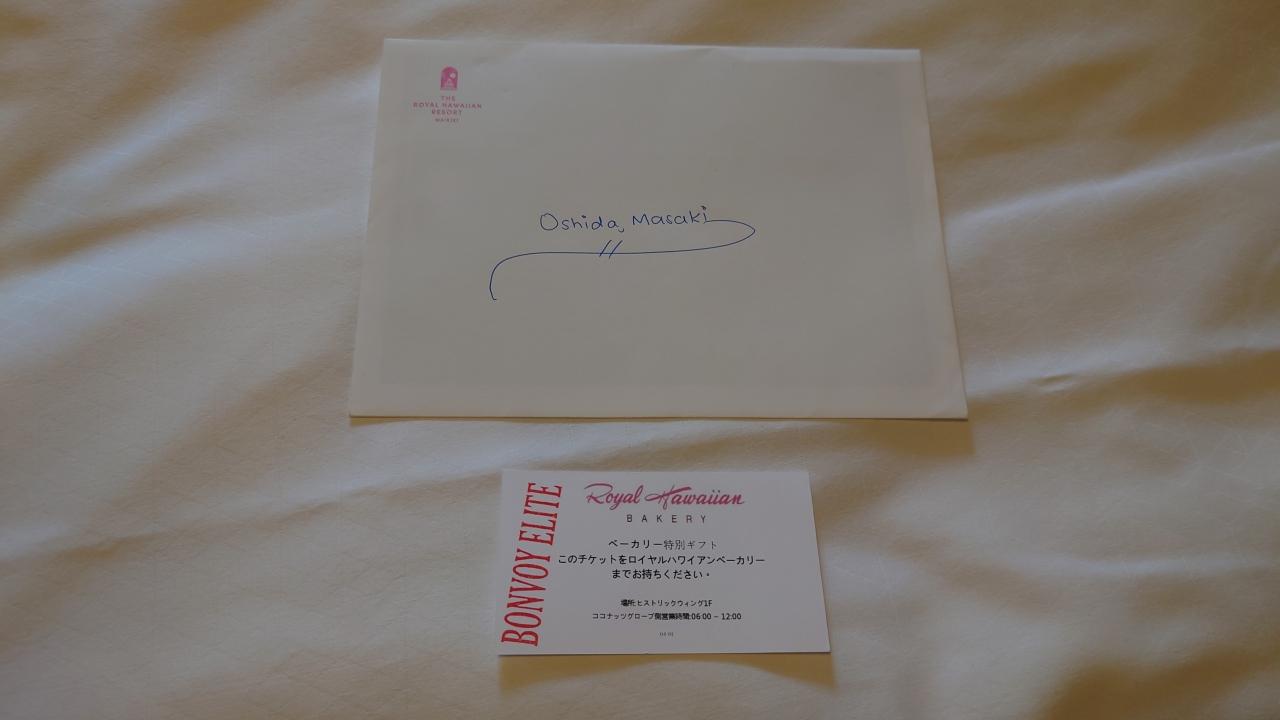 THE
ROYAL HAWAIIAN
RESORT
WAIKIKI
Oshida, Masaki
BONVOY ELITE
Royal Hawaiian
BAKERY
ベーカリー特別ギフト
このチケットをロイヤルハワイアンベーカリー
までお持ちください。
場所:ヒストリックウィング1F
ココナッツグローブ側営業時間:06:00 – 12:00